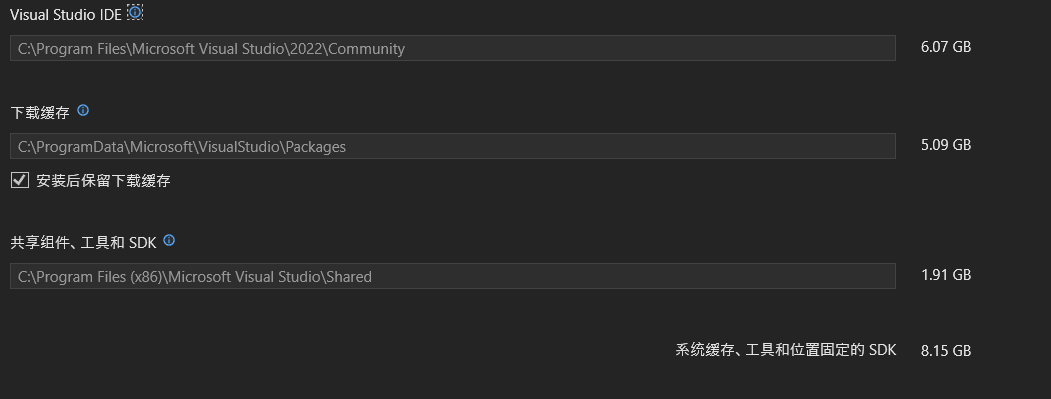 Visual Studio IDE
C:\Program Files\Microsoft Visual Studio\2022\Community
6.07 GB
下载缓存
C:\ProgramData\Microsoft\VisualStudio\Packages
5.09 GB
安装后保留下载缓存
共享组件、工具和 SDK
C:\Program Files (x86)\Microsoft Visual Studio\Shared
1.91 GB
系统缓存、工具和位置固定的 SDK
8.15 GB